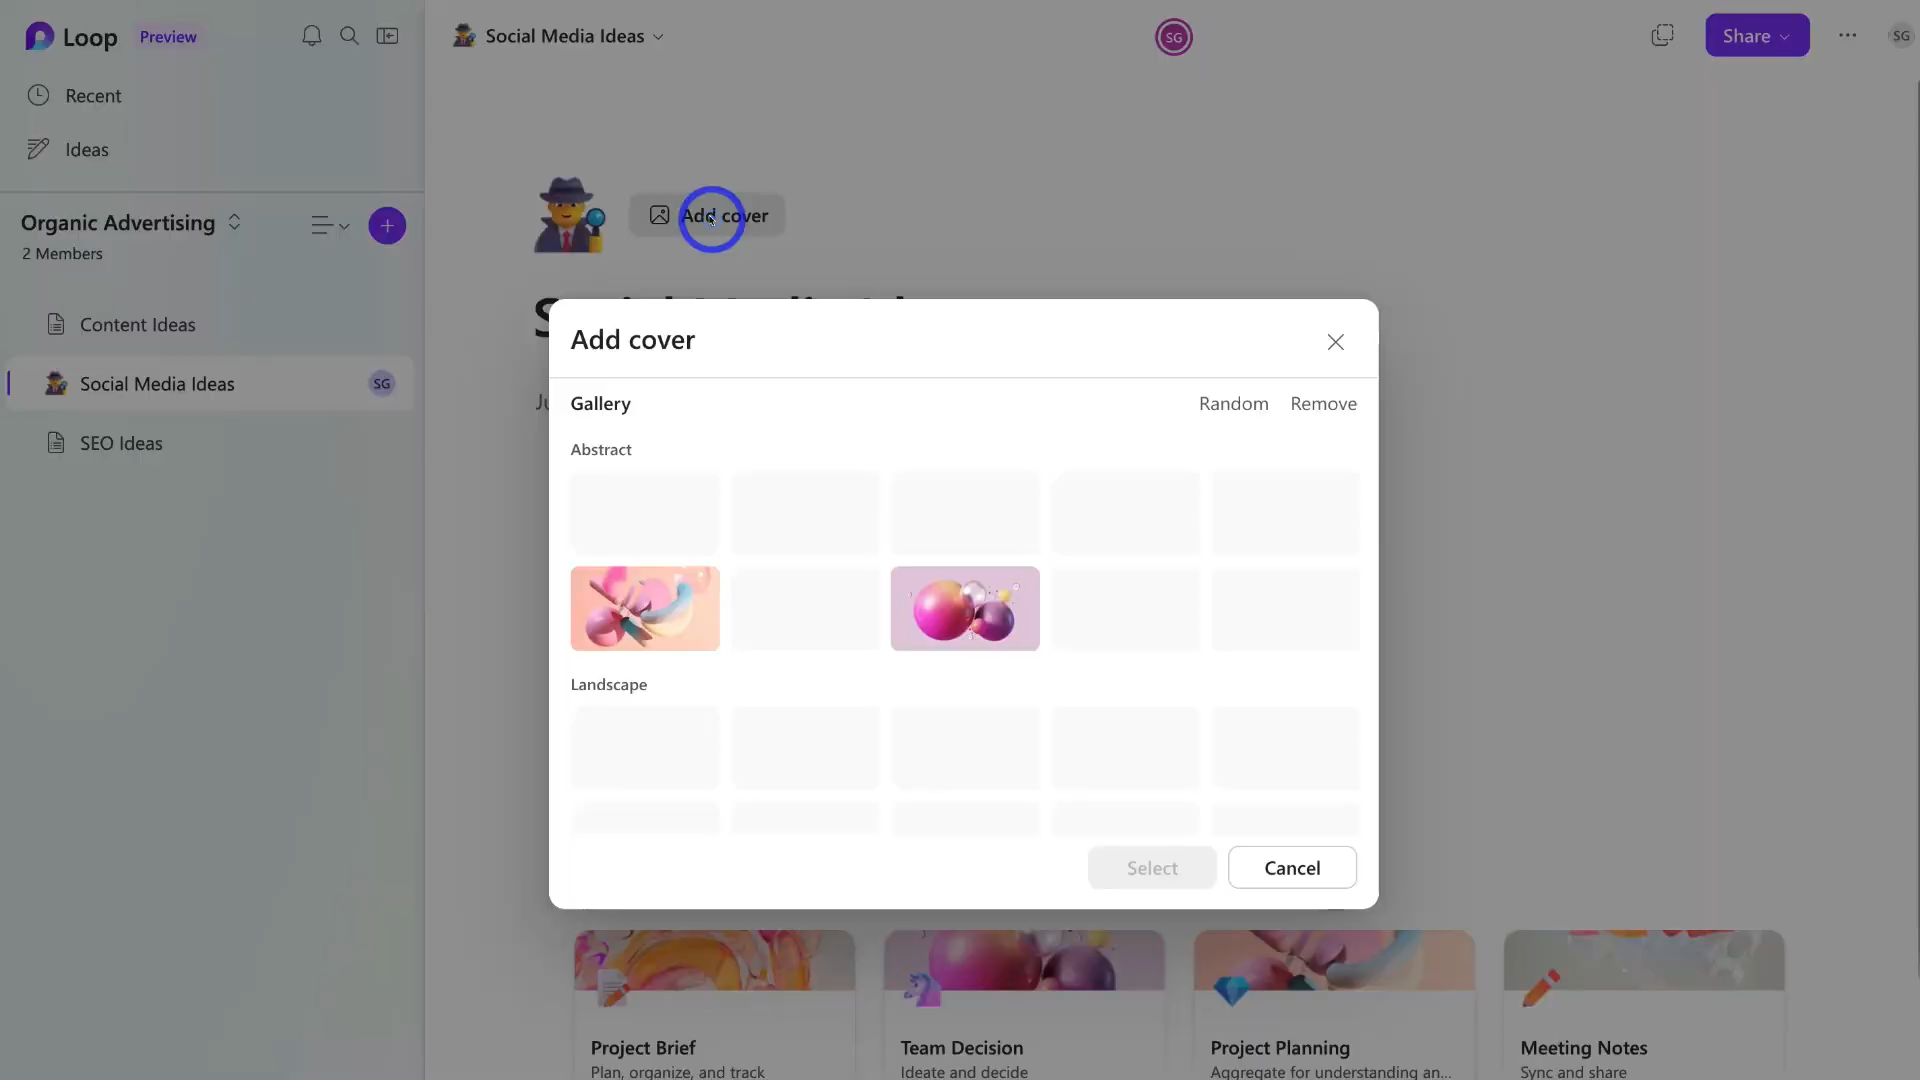 Loop Preview
Recent
Ideas
Organic Advertising
2 Members
Content Ideas
Social Media Ideas SG
SEO Ideas
Social Media Ideas
SG
Share
SG
Add cover
Add cover
Gallery
Random Remove
Abstract
Landscape
Select Cancel
Project Brief
Plan, organize, and track
Team Decision
Ideate and decide
Project Planning
Aggregate for understanding an...
Meeting Notes
Sync and share